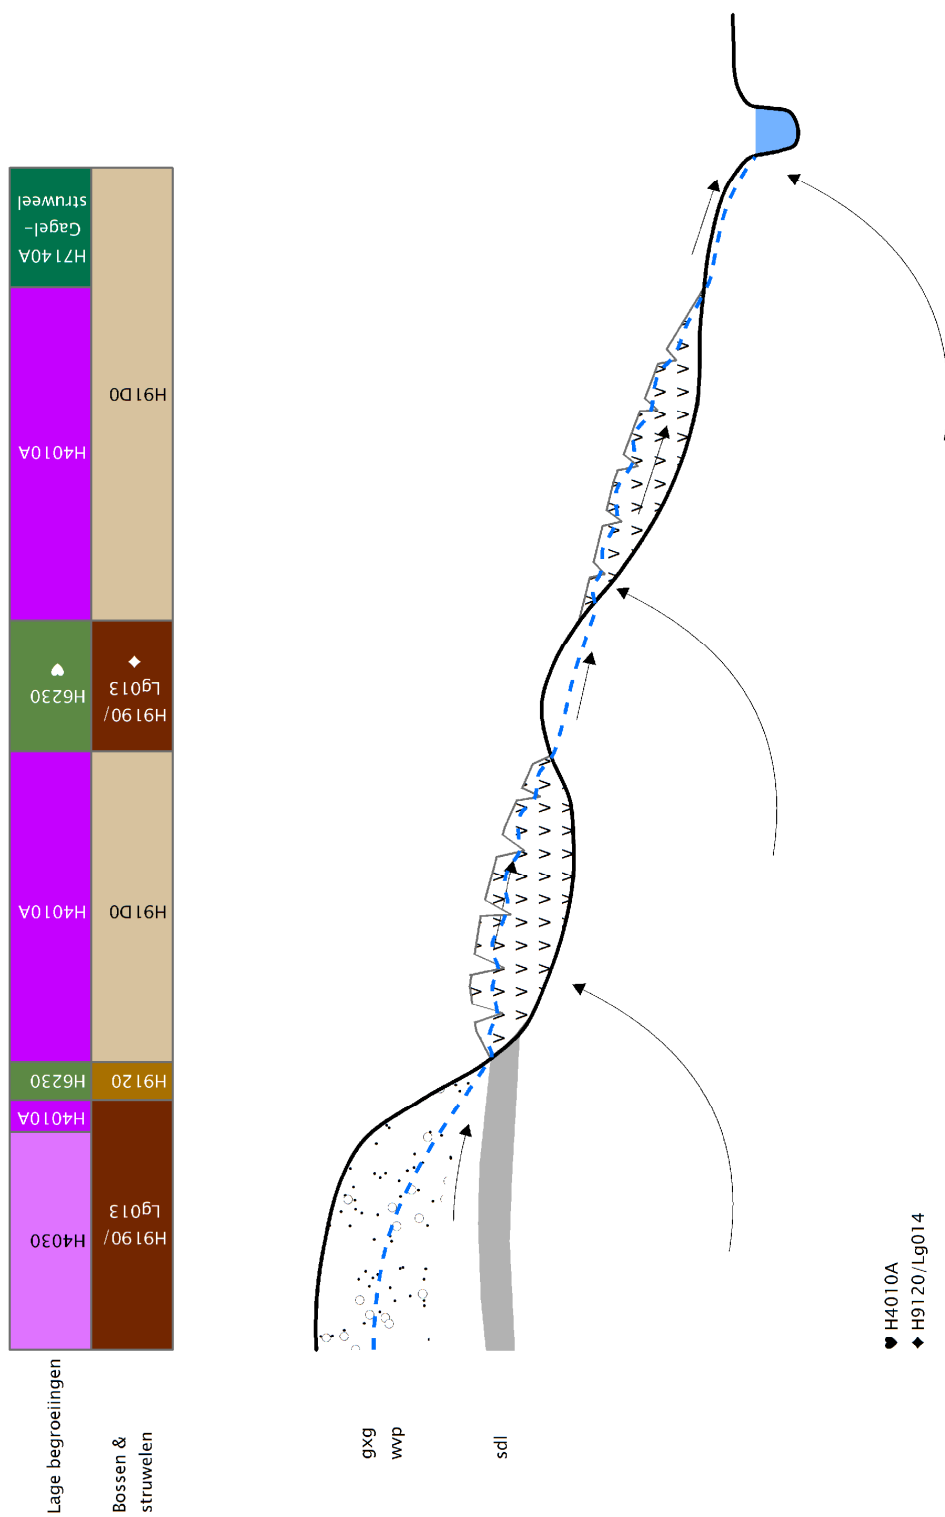 Lage begroeiingen
H4030
H4010A
H6230
H4010A
H6230 ♥
H4010A
H7140A
Gagel-
struweel
Bossen &
struwelen
H9190/
Lg013
H9120
H91D0
H9190/
Lg013 ◆
H91D0
gxg
wvp
sdl
♥ H4010A
◆ H9120/Lg014